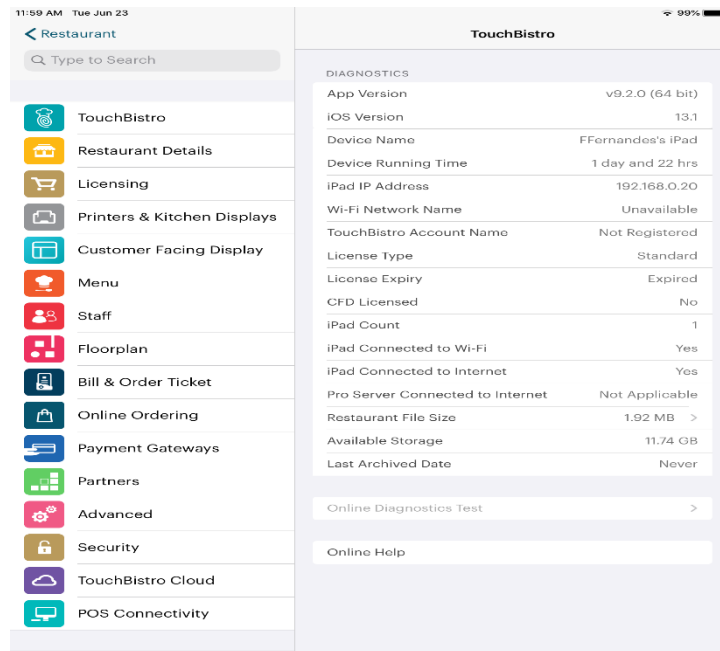 11:59 AM Tue Jun 23
99%
Restaurant
TouchBistro
Type to Search
TouchBistro
Restaurant Details
Licensing
Printers & Kitchen Displays
Customer Facing Display
Menu
Staff
Floorplan
Bill & Order Ticket
Online Ordering
Payment Gateways
Partners
Advanced
Security
TouchBistro Cloud
POS Connectivity
DIAGNOSTICS
App Version v9.2.0 (64 bit)
iOS Version 13.1
Device Name FFernandes's iPad
Device Running Time 1 day and 22 hrs
iPad IP Address 192.168.0.20
Wi-Fi Network Name Unavailable
TouchBistro Account Name Not Registered
License Type Standard
License Expiry Expired
CFD Licensed No
iPad Count 1
iPad Connected to Wi-Fi Yes
iPad Connected to Internet Yes
Pro Server Connected to Internet Not Applicable
Restaurant File Size 1.92 MB >
Available Storage 11.74 GB
Last Archived Date Never
Online Diagnostics Test >
Online Help